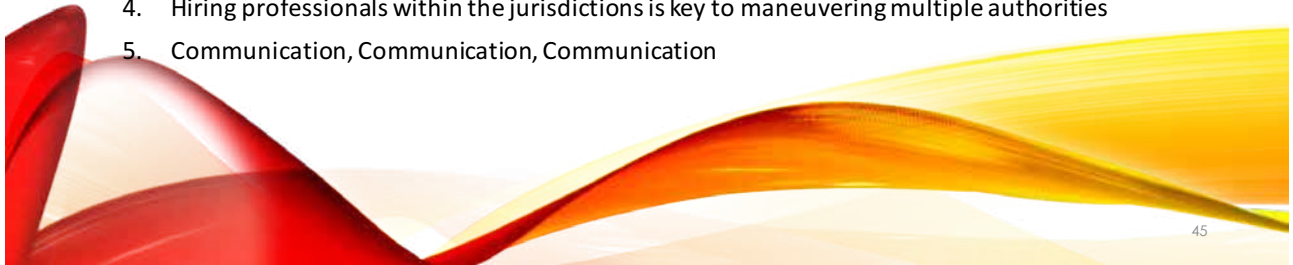 4. Hiring professionals within the jurisdictions is key to maneuvering multiple authorities
5. Communication, Communication, Communication
45